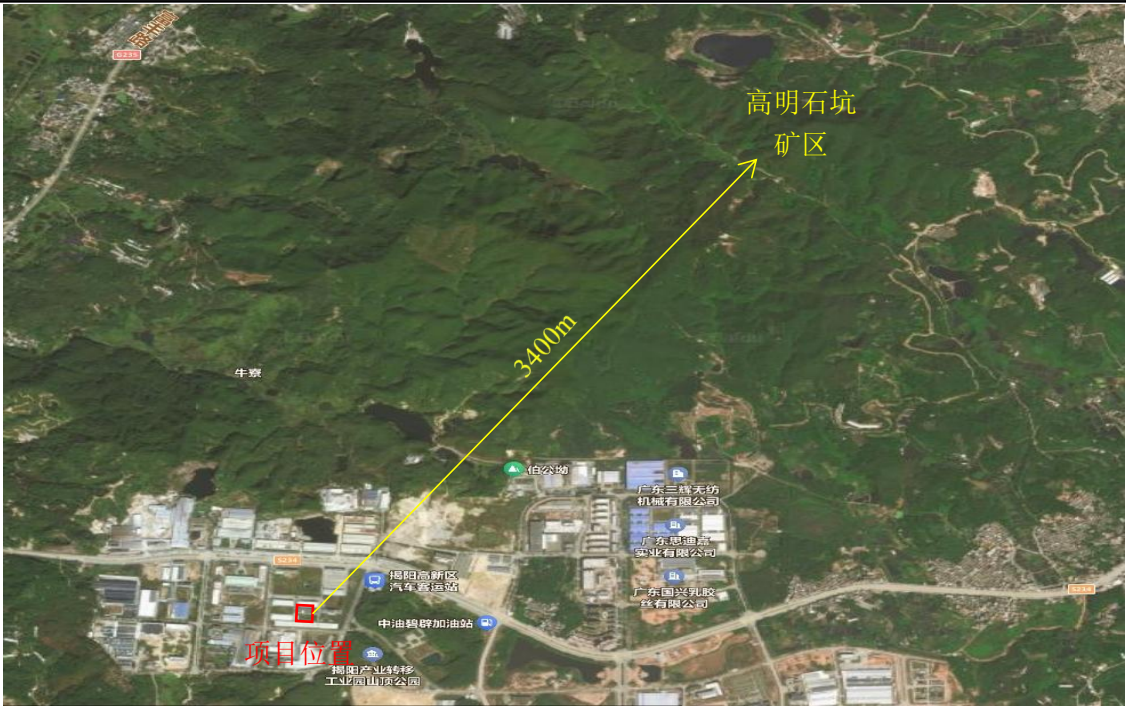 G235
高明石坑
矿区
3400m
牛寮
伯公坳
广东三辉无纺
机械有限公司
广东思迪嘉
实业有限公司
S234
揭阳高新区
汽车客运站
广东国兴乳胶
丝有限公司
S234
中油碧辟加油站
项目位置
揭阳产业转移
工业园山顶公园